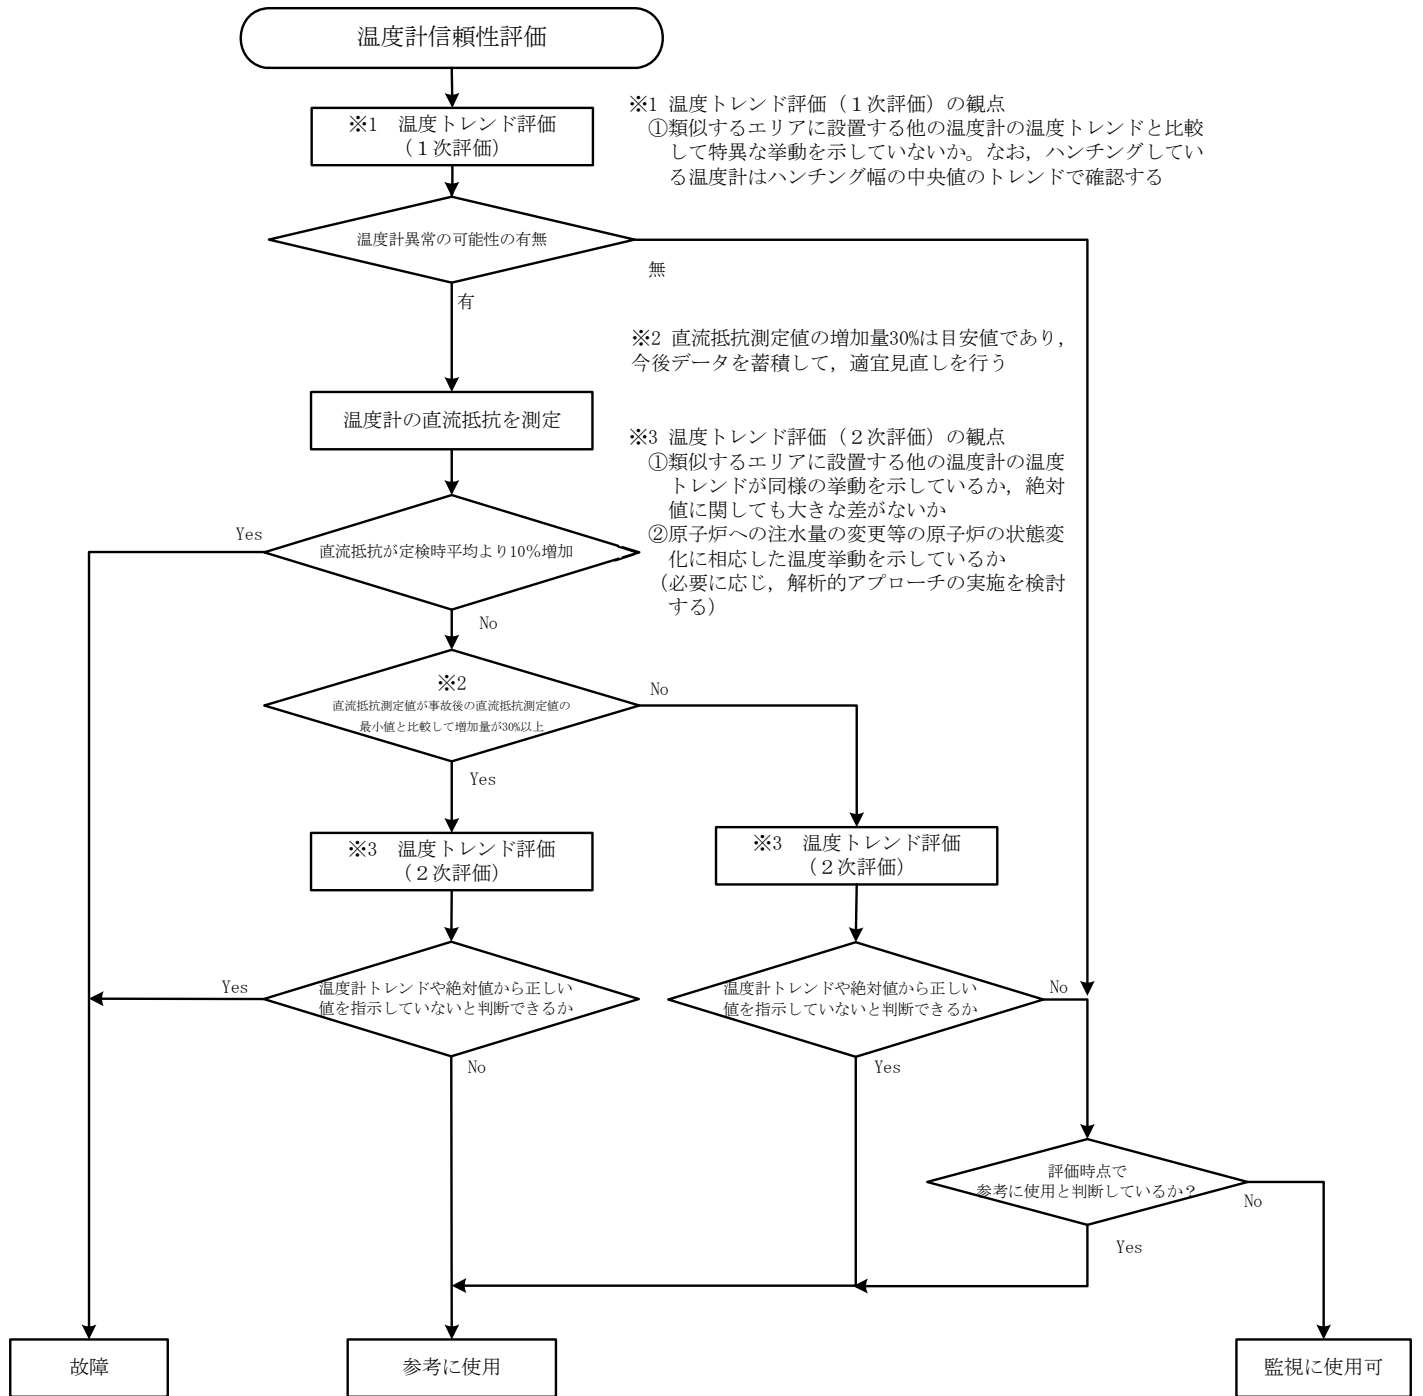 温度計信頼性評価
※1 温度トレンド評価
（１次評価）
※1 温度トレンド評価（１次評価）の観点
①類似するエリアに設置する他の温度計の温度トレンドと比較
して特異な挙動を示していないか。なお，ハンチングしてい
る温度計はハンチング幅の中央値のトレンドで確認する
温度計異常の可能性の有無
無
有
※2 直流抵抗測定値の増加量30%は目安値であり，
今後データを蓄積して，適宜見直しを行う
温度計の直流抵抗を測定
※3 温度トレンド評価（２次評価）の観点
①類似するエリアに設置する他の温度計の温度
トレンドが同様の挙動を示しているか，絶対
値に関しても大きな差がないか
②原子炉への注水量の変更等の原子炉の状態変
化に相応した温度挙動を示しているか
（必要に応じ，解析的アプローチの実施を検討
する）
Yes
直流抵抗が定検時平均より10%増加
No
※2
直流抵抗測定値が事故後の直流抵抗測定値の
最小値と比較して増加量が30%以上
No
Yes
※3 温度トレンド評価
（２次評価）
※3 温度トレンド評価
（２次評価）
Yes
温度計トレンドや絶対値から正しい
値を指示していないと判断できるか
No
温度計トレンドや絶対値から正しい
値を指示していないと判断できるか
No
Yes
評価時点で
参考に使用と判断しているか？
No
Yes
故障
参考に使用
監視に使用可